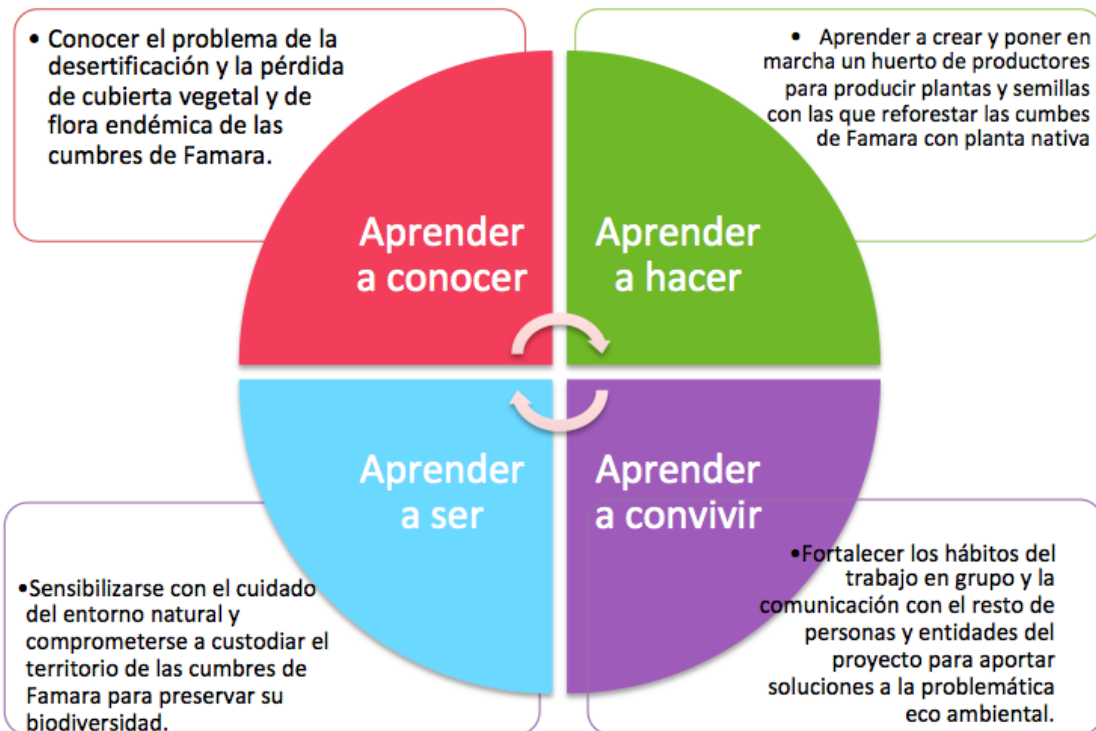 • Conocer el problema de la
desertificación y la pérdida
de cubierta vegetal y de
flora endémica de las
cumbres de Famara.
• Aprender a crear y poner en
marcha un huerto de productores
para producir plantas y semillas
con las que reforestar las cumbes
de Famara con planta nativa
Aprender
a conocer
Aprender
a hacer
Aprender
a ser
Aprender
a convivir
•Sensibilizarse con el cuidado
del entorno natural y
comprometerse a custodiar el
territorio de las cumbres de
Famara para preservar su
biodiversidad.
•Fortalecer los hábitos del
trabajo en grupo y la
comunicación con el resto de
personas y entidades del
proyecto para aportar
soluciones a la problemática
eco ambiental.